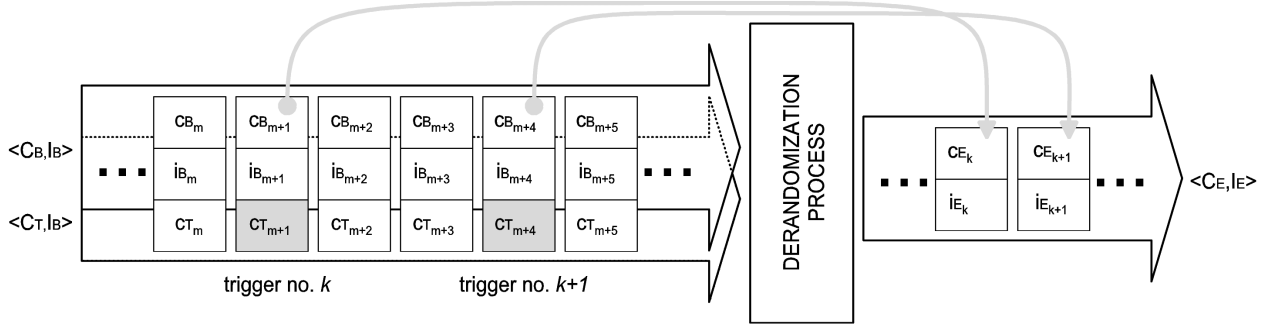 CBm CBm+1 CBm+2 CBm+3 CBm+4 CBm+5
<CB,IB>
iBm iBm+1 iBm+2 iBm+3 iBm+4 iBm+5
<CT,IB>
CTm CTm+1 CTm+2 CTm+3 CTm+4 CTm+5
trigger no. k trigger no. k+1
DERANDOMIZATION
PROCESS
CEk CEk+1
iEk iEk+1
<CE,IE>